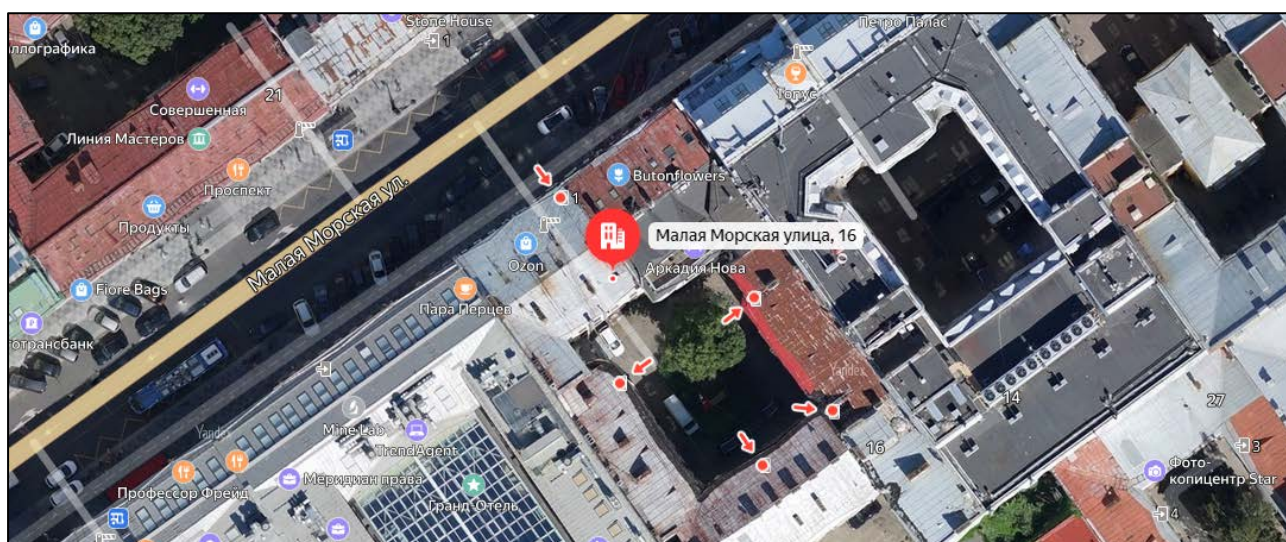 Stone House
1
Петро Палас
аллографика
Совершенная
21
Линия Мастеров
Тонус
Проспект
Продукты
Малая Морская ул.
Butonflowers
1
Малая Морская улица, 16
Ozon
Аркадия Нова
Fiore Bags
Пара Перцев
отрансбанк
Yandex
14
27
Mine Lab
Yandex
TrendAgent
16
3
Меридиан права
Фото-
копицентр Star
Профессор Фрейд
Гранд-Отель
4